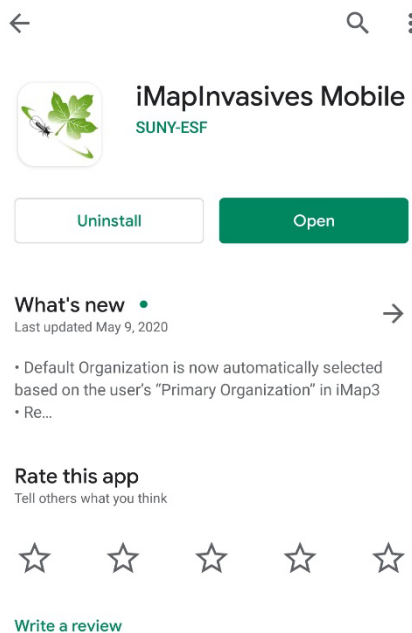 iMapInvasives Mobile
SUNY-ESF
Uninstall
Open
What's new
Last updated May 9, 2020
• Default Organization is now automatically selected
based on the user's “Primary Organization” in iMap3
• Re...
Rate this app
Tell others what you think
Write a review